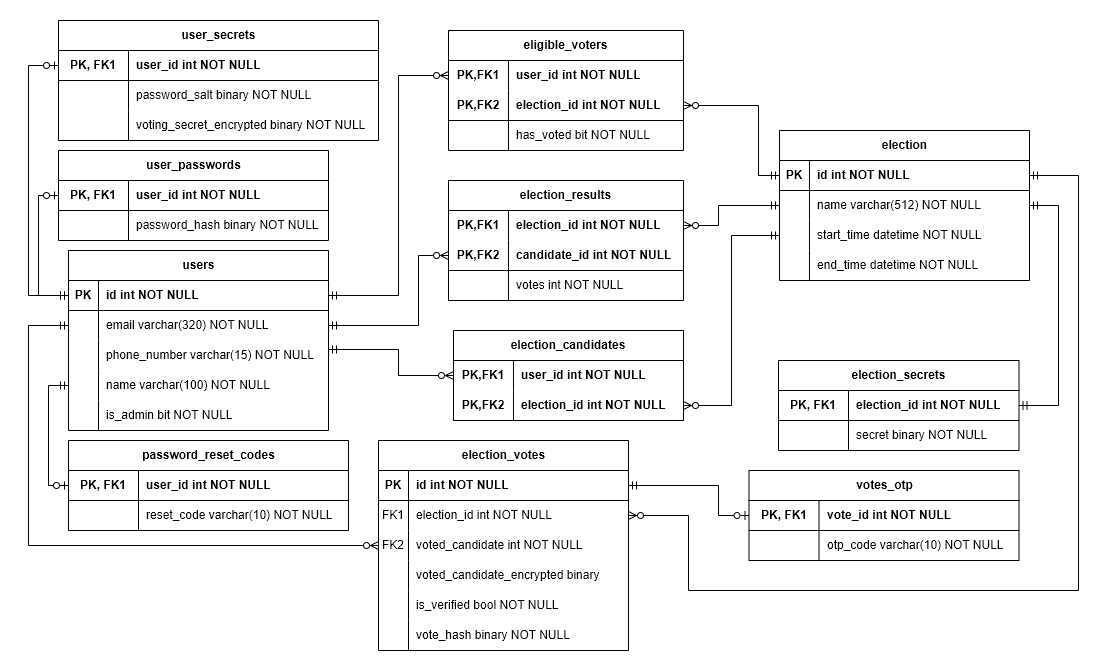 user_secrets
PK, FK1 user_id int NOT NULL
password_salt binary NOT NULL
voting_secret_encrypted binary NOT NULL
user_passwords
PK, FK1 user_id int NOT NULL
password_hash binary NOT NULL
users
PK id int NOT NULL
email varchar(320) NOT NULL
phone_number varchar(15) NOT NULL
name varchar(100) NOT NULL
is_admin bit NOT NULL
password_reset_codes
PK, FK1 user_id int NOT NULL
reset_code varchar(10) NOT NULL
eligible_voters
PK,FK1 user_id int NOT NULL
PK,FK2 election_id int NOT NULL
has_voted bit NOT NULL
election_results
PK,FK1 election_id int NOT NULL
PK,FK2 candidate_id int NOT NULL
votes int NOT NULL
election_candidates
PK,FK1 user_id int NOT NULL
PK,FK2 election_id int NOT NULL
election_votes
PK id int NOT NULL
FK1 election_id int NOT NULL
FK2 voted_candidate int NOT NULL
voted_candidate_encrypted binary
is_verified bool NOT NULL
vote_hash binary NOT NULL
election
PK id int NOT NULL
name varchar(512) NOT NULL
start_time datetime NOT NULL
end_time datetime NOT NULL
election_secrets
PK, FK1 election_id int NOT NULL
secret binary NOT NULL
votes_otp
PK, FK1 vote_id int NOT NULL
otp_code varchar(10) NOT NULL